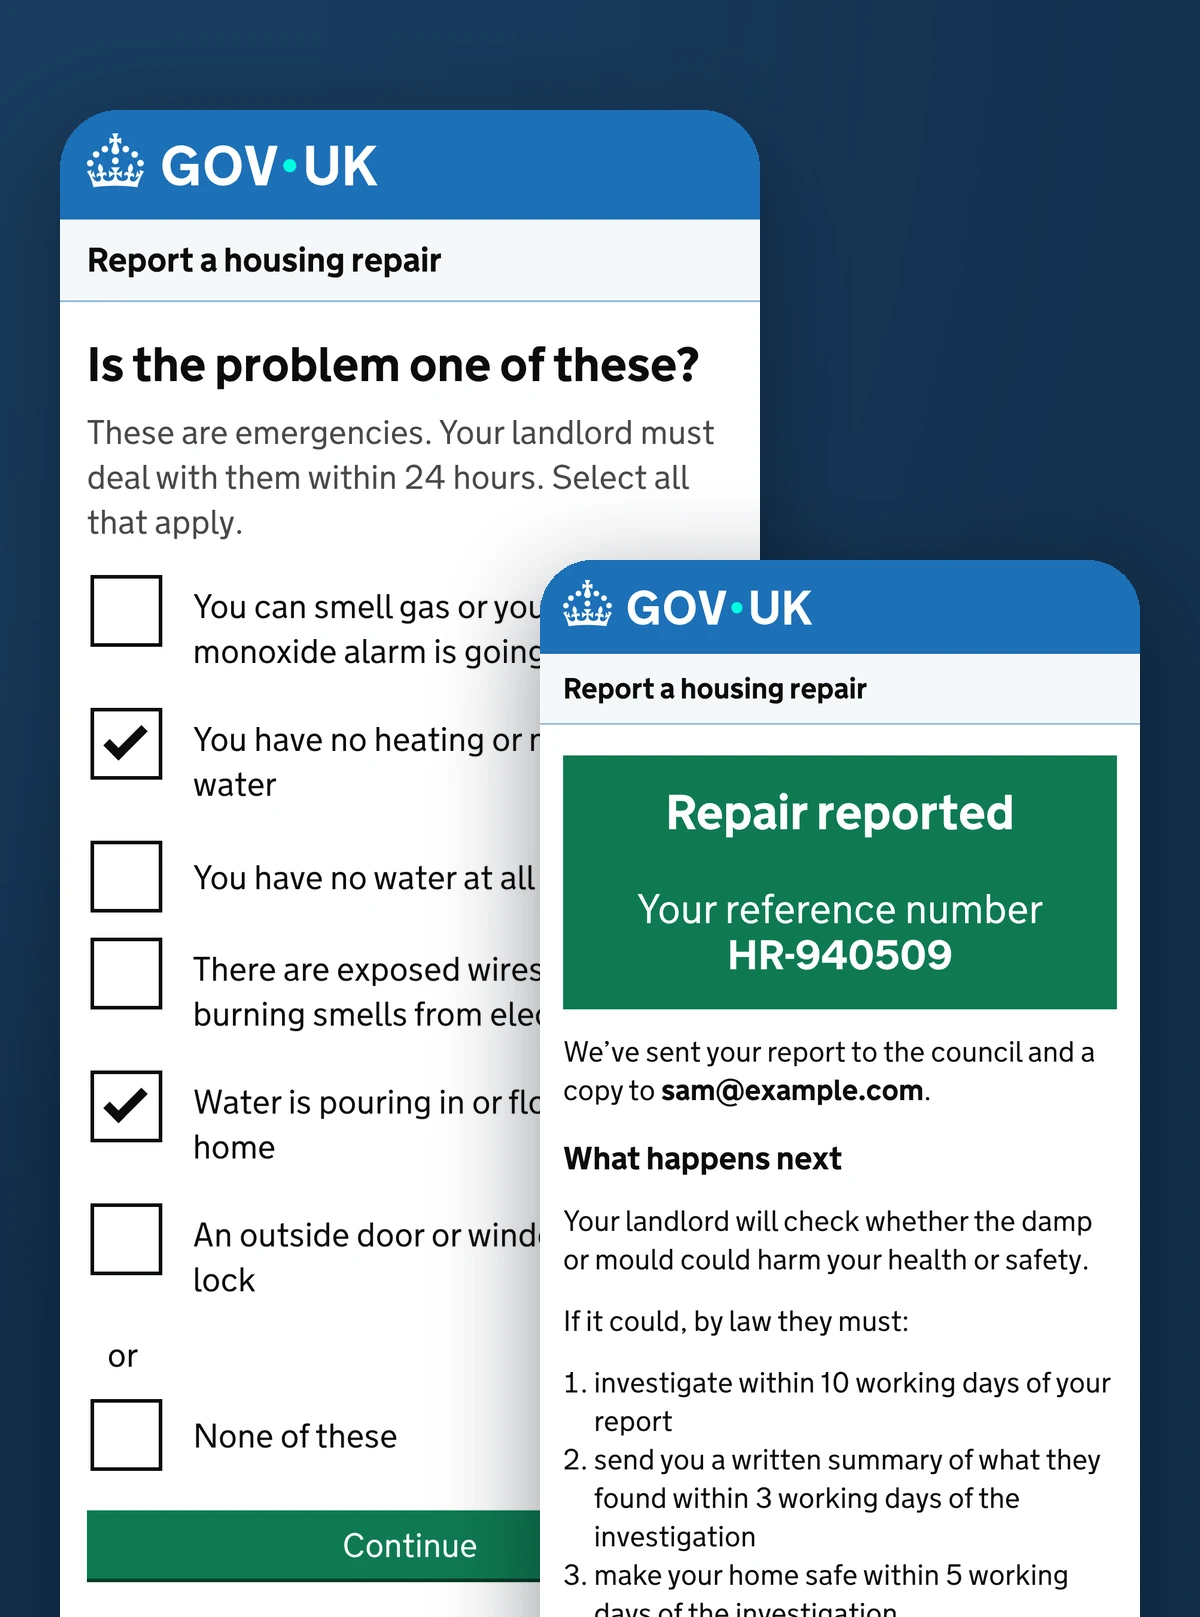 GOV•UK
Report a housing repair
Is the problem one of these?
These are emergencies. Your landlord must
deal with them within 24 hours. Select all
that apply.
You can smell gas or you
monoxide alarm is going
You have no heating or
water
You have no water at all
There are exposed wires
burning smells from
Water is pouring in or
home
An outside door or
lock
or
None of these
Continue
GOV•UK
Report a housing repair
Repair reported
Your reference number
HR-940509
We’ve sent your report to the council and a
copy to sam@example.com.
What happens next
Your landlord will check whether the damp
or mould could harm your health or safety.
If it could, by law they must:
1. investigate within 10 working days of your
report
2. send you a written summary of what they
found within 3 working days of the
investigation
3. make your home safe within 5 working
days of the investigation